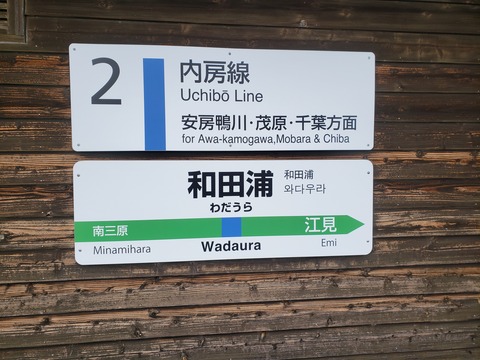 2
内房線
Uchibō Line
安房鴨川・茂原・千葉方面
for Awa-kamogawa,Mobara & Chiba
和田浦 和田浦
わだうら 와다우라
南三原 江見
Minamihara Wadaura Emi